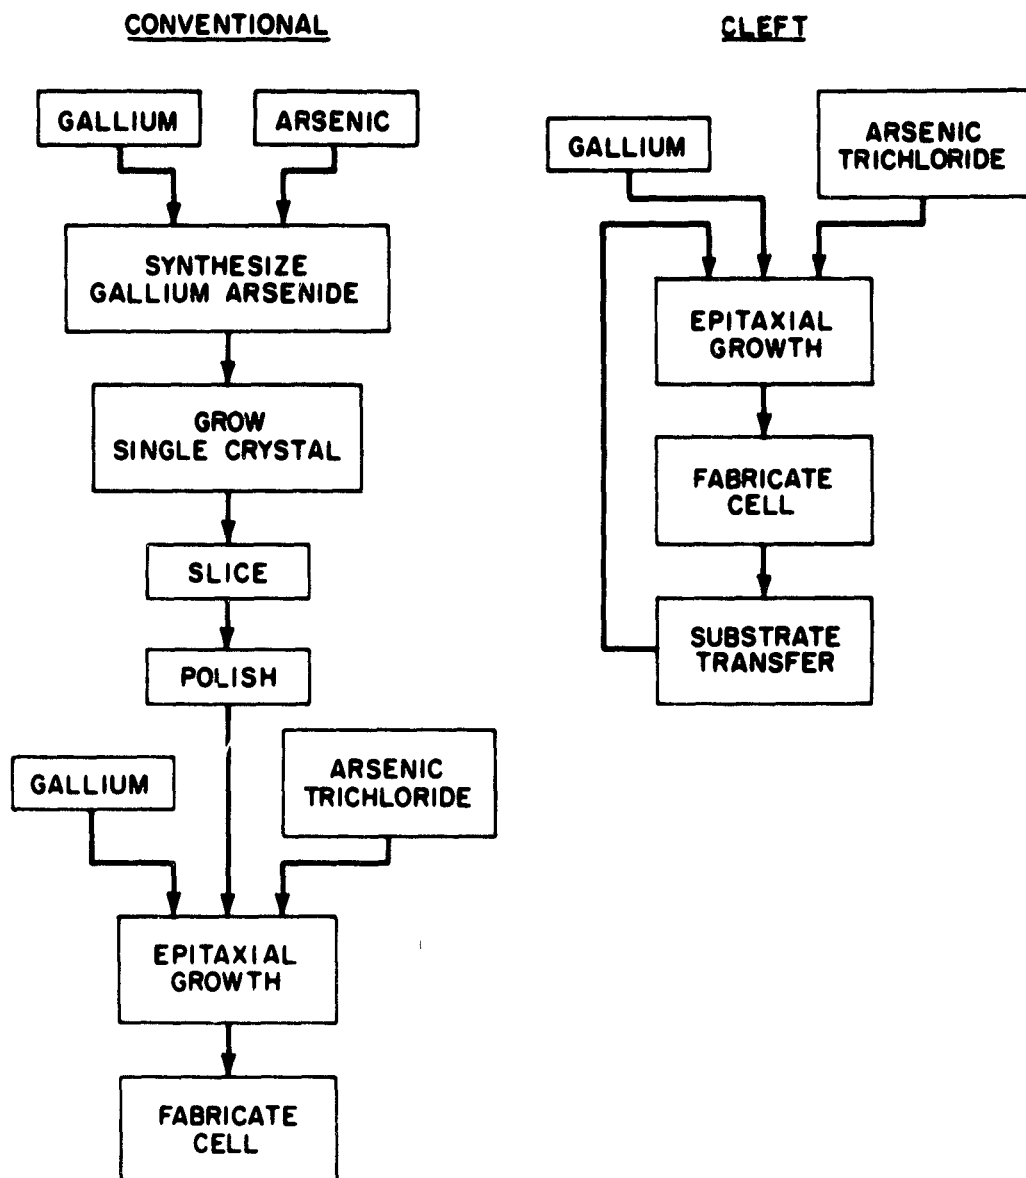 CONVENTIONAL
GALLIUM
ARSENIC
SYNTHESIZE
GALLIUM ARSENIDE
GROW
SINGLE CRYSTAL
SLICE
POLISH
GALLIUM
ARSENIC
TRICHLORIDE
EPITAXIAL
GROWTH
FABRICATE
CELL
CLEFT
GALLIUM
ARSENIC
TRICHLORIDE
EPITAXIAL
GROWTH
FABRICATE
CELL
SUBSTRATE
TRANSFER